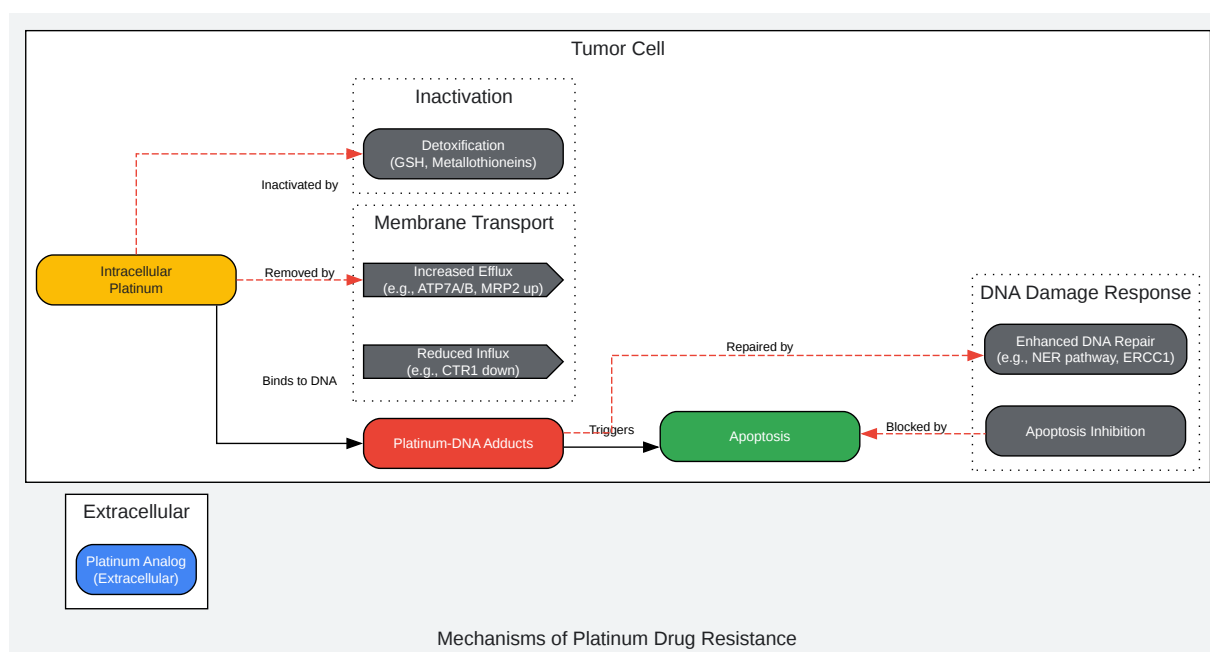 Tumor Cell
Inactivation
Detoxification
(GSH, Metallothioneins)
Inactivated by
Membrane Transport
Intracellular
Platinum
Removed by
Increased Efflux
(e.g., ATP7A/B, MRP2 up)
Reduced Influx
(e.g., CTR1 down)
Binds to DNA
Platinum-DNA Adducts
Triggers
Apoptosis
Repaired by
DNA Damage Response
Enhanced DNA Repair
(e.g., NER pathway, ERCC1)
Blocked by
Apoptosis Inhibition
Extracellular
Platinum Analog
(Extracellular)
Mechanisms of Platinum Drug Resistance